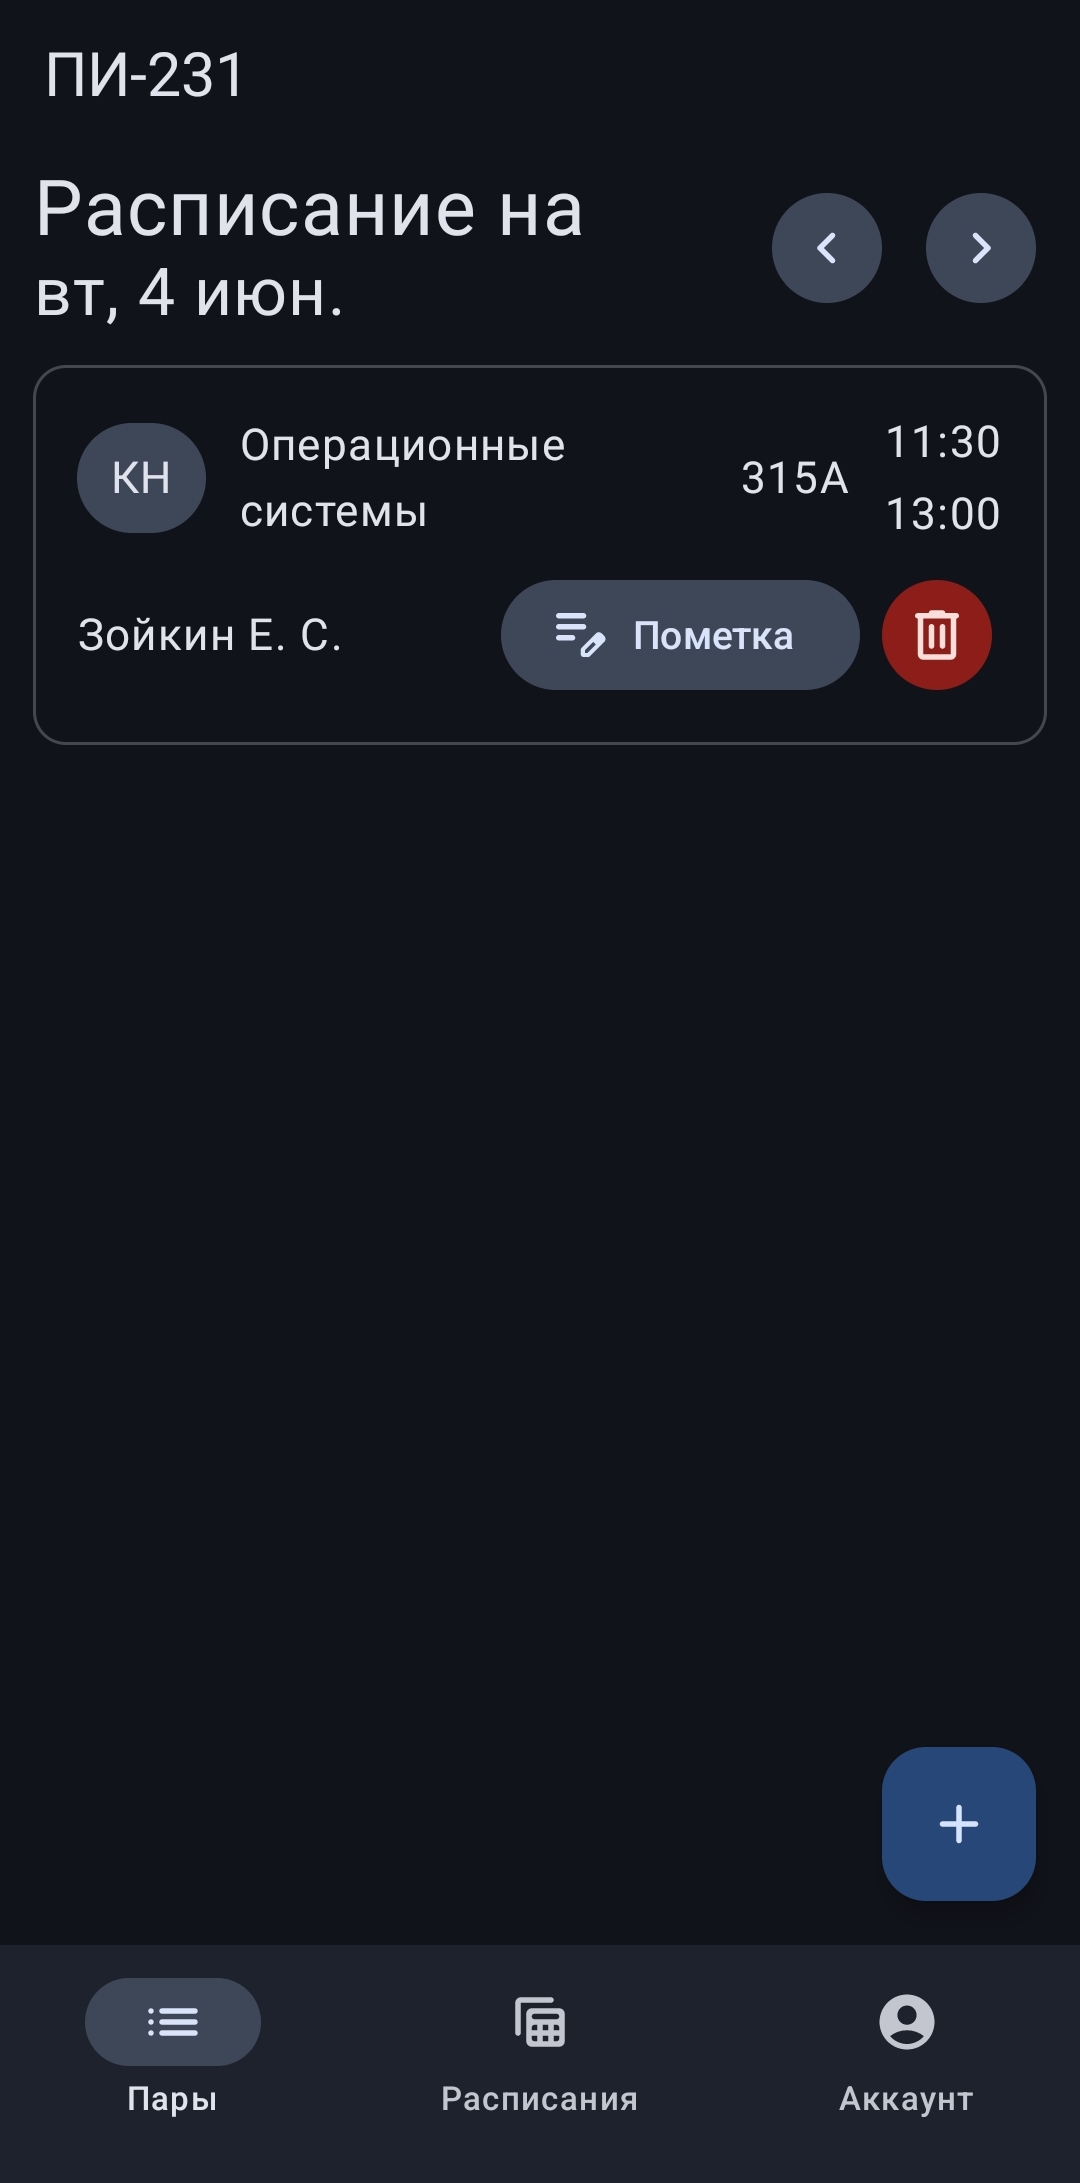 ПИ-231
Расписание на
вт, 4 июн.
КН
Операционные
системы
315А
11:30
13:00
Зойкин Е. С.
Пометка
Пары
Расписания
Аккаунт